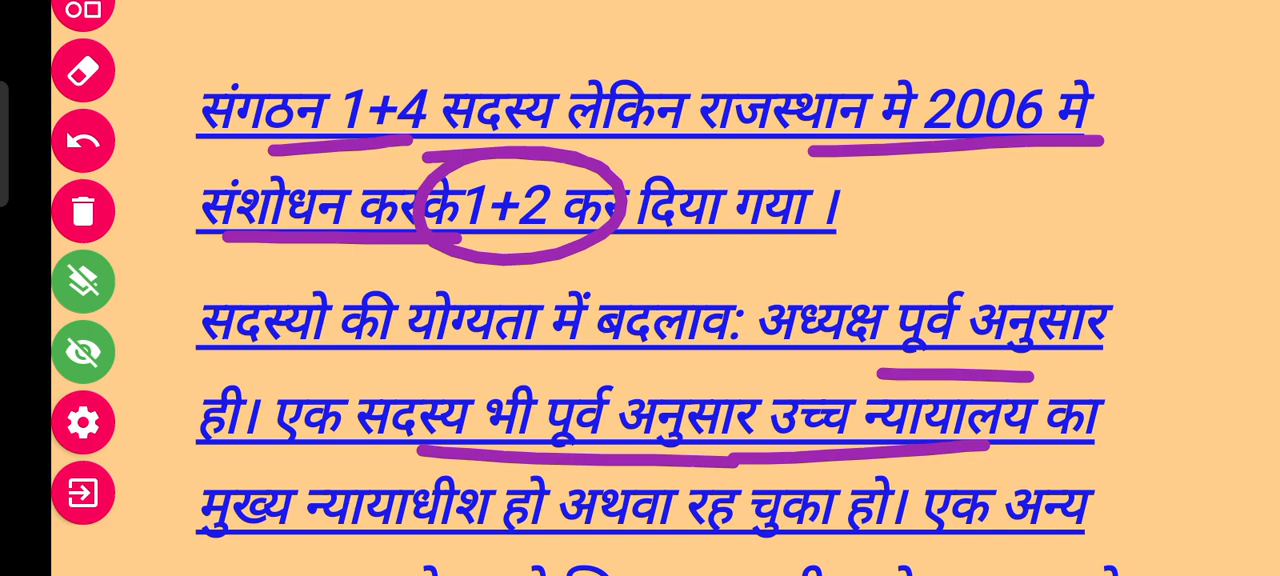 संगठन 1+4 सदस्य लेकिन राजस्थान मे 2006 मे
संशोधन करके1+2 कर दिया गया ।
सदस्यो की योग्यता में बदलाव: अध्यक्ष पूर्व अनुसार
ही। एक सदस्य भी पूर्व अनुसार उच्च न्यायालय का
मुख्य न्यायाधीश हो अथवा रह चुका हो। एक अन्य